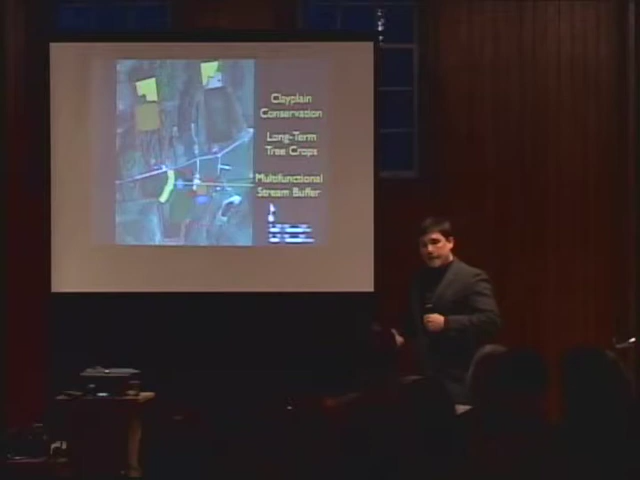 Clayplain
Conservation
Long-Term
Tree Crops
Multifunctional
Stream Buffer